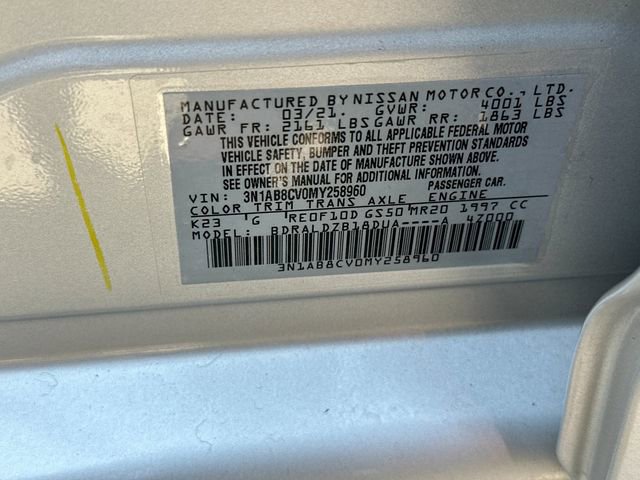 MANUFACTURED BY NISSAN MOTOR CO., LTD.
DATE: 03/21. GVWR: 4001 LBS
GAWR FR: 2161 LBS GAWR RR: 1863 LBS
THIS VEHICLE CONFORMS TO ALL APPLICABLE FEDERAL MOTOR
VEHICLE SAFETY, BUMPER AND THEFT PREVENTION STANDARDS
IN EFFECT ON THE DATE OF MANUFACTURE SHOWN ABOVE.
SEE OWNER'S MANUAL FOR ADDITIONAL INFORMATION.
VIN: 3N1AB8CV0MY258960 PASSENGER CAR.
COLOR TRIM TRANS AXLE ENGINE
K23 G RE0F10D GS50 MR20 1997 CC
MODEL: BDRALDZB18DUA----A 4Z000
3N1AB8CV0MY258960